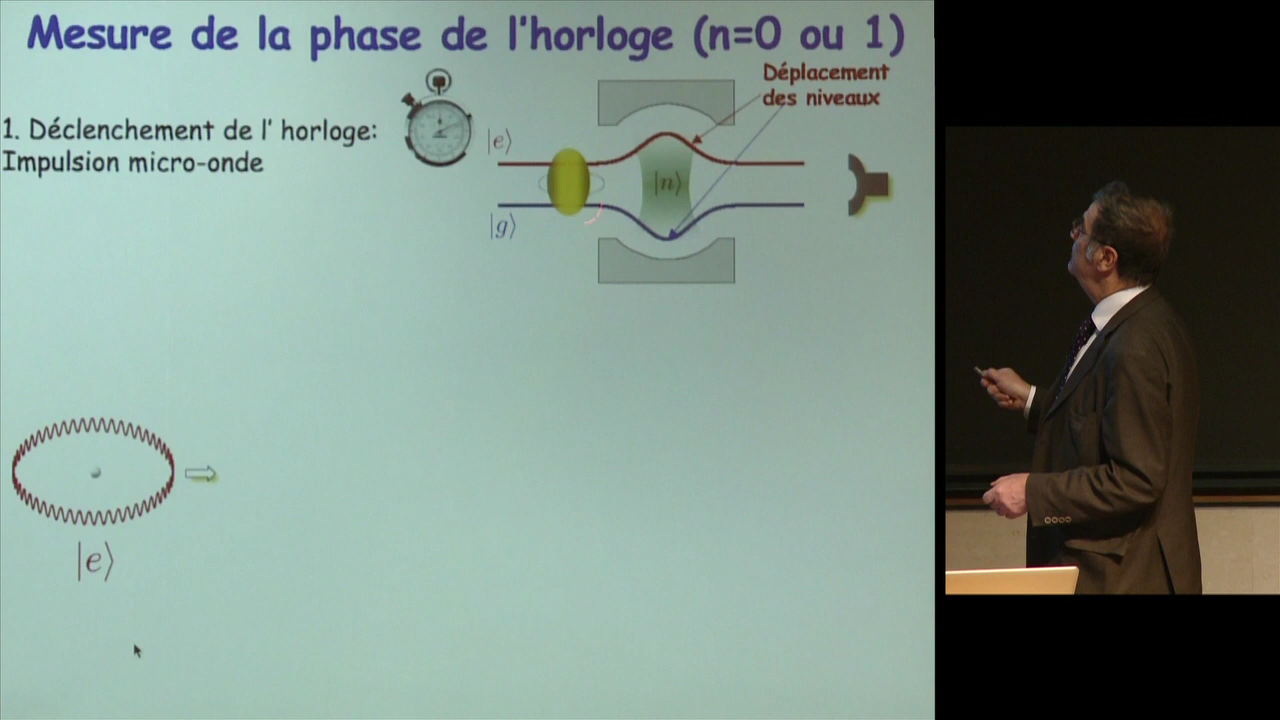 Mesure de la phase de l'horloge (n=0 ou 1)
Déplacement
des niveaux
1. Déclenchement de l' horloge:
Impulsion micro-onde
|e⟩
|n⟩
|g⟩
|e⟩